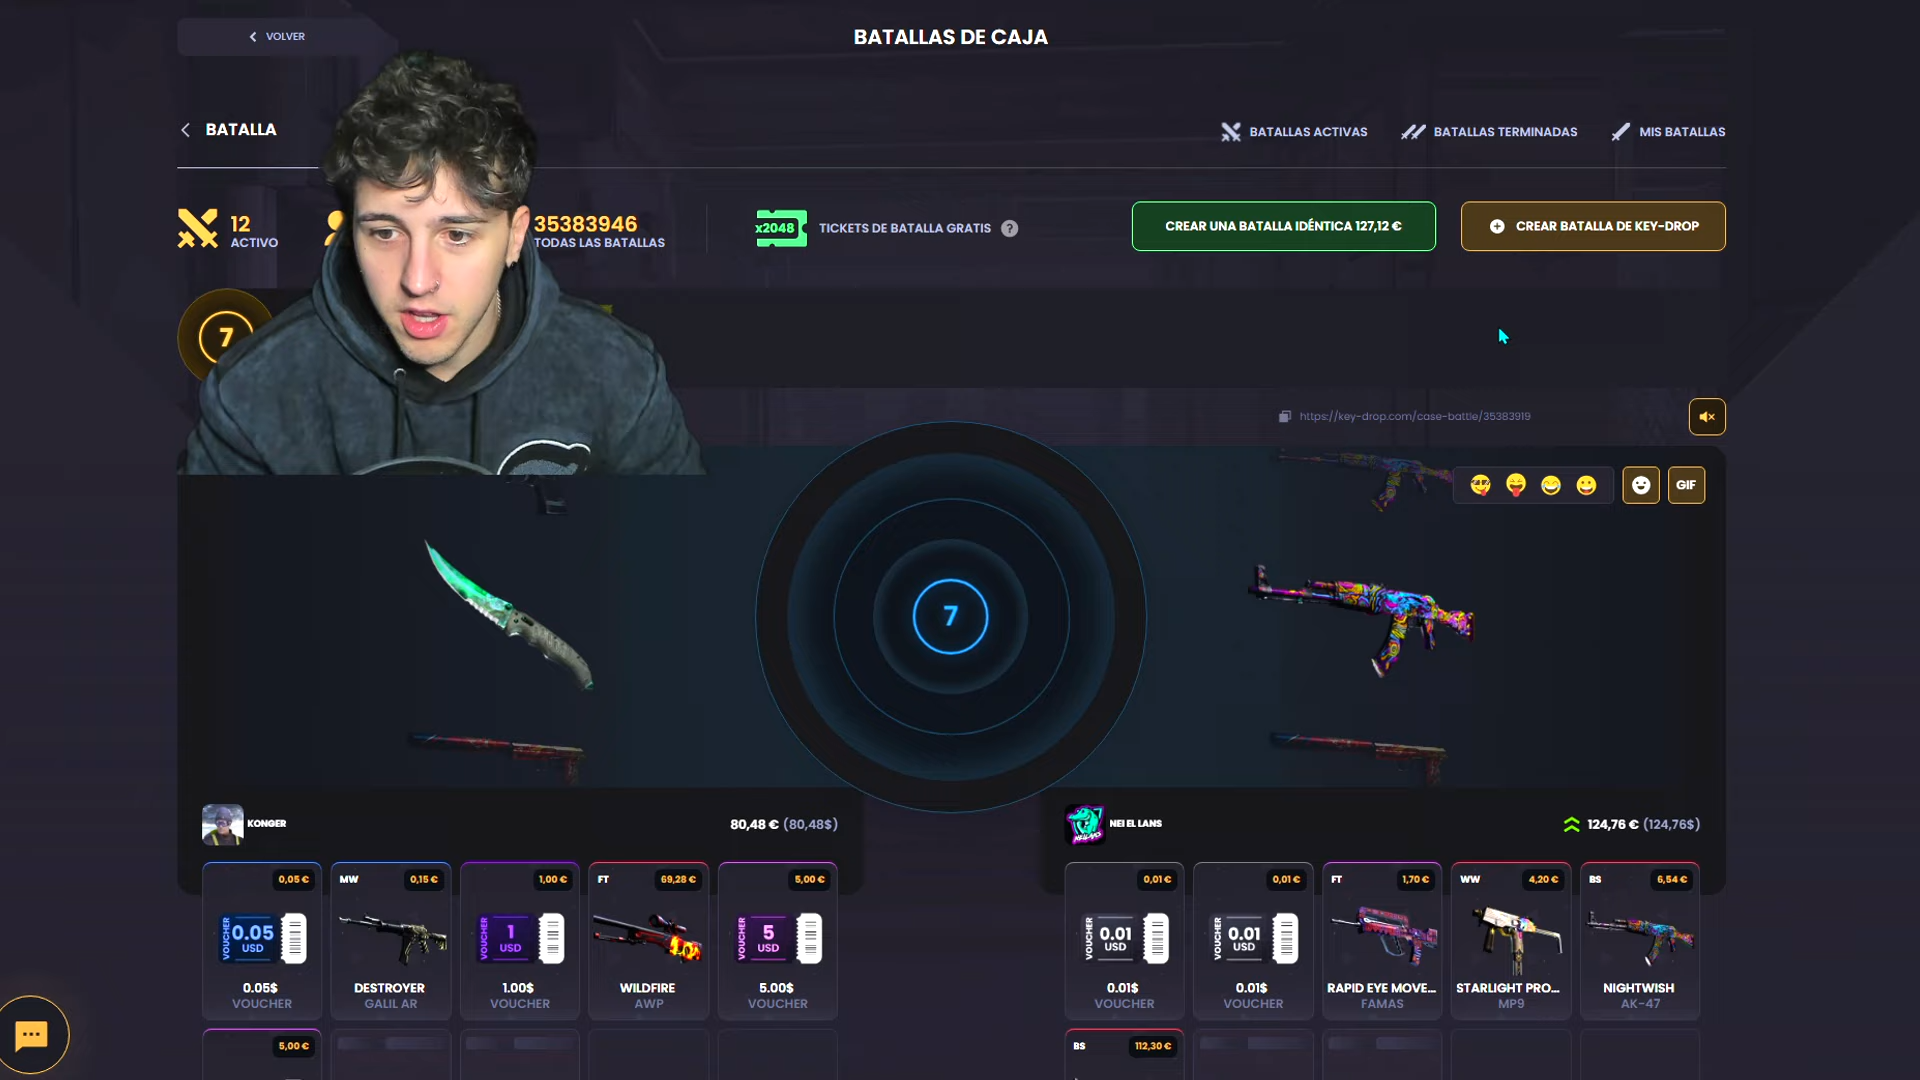 VOLVER
BATALLAS DE CAJA
BATALLA
BATALLAS ACTIVAS
BATALLAS TERMINADAS
MIS BATALLAS
12
ACTIVO
35383946
TODAS LAS BATALLAS
x2048
TICKETS DE BATALLA GRATIS
?
CREAR UNA BATALLA IDÉNTICA 127,12 €
CREAR BATALLA DE KEY-DROP
7
https://key-drop.com/case-battle/35383919
GIF
7
KONGER
80,48 € (80,48$)
NEI EL LANS
124,76 € (124,76$)
0,05 €
VOUCHER
0.05
USD
0.05$
VOUCHER
MW
0,15 €
DESTROYER
GALIL AR
1,00 €
VOUCHER
1
USD
1.00$
VOUCHER
FT
69,28 €
WILDFIRE
AWP
5,00 €
VOUCHER
5
USD
5.00$
VOUCHER
0,01 €
VOUCHER
0.01
USD
0.01$
VOUCHER
0,01 €
VOUCHER
0.01
USD
0.01$
VOUCHER
FT
1,70 €
RAPID EYE MOVE...
FAMAS
WW
4,20 €
STARLIGHT PRO...
MP9
BS
6,54 €
NIGHTWISH
AK-47
5,00 €
BS
112,30 €